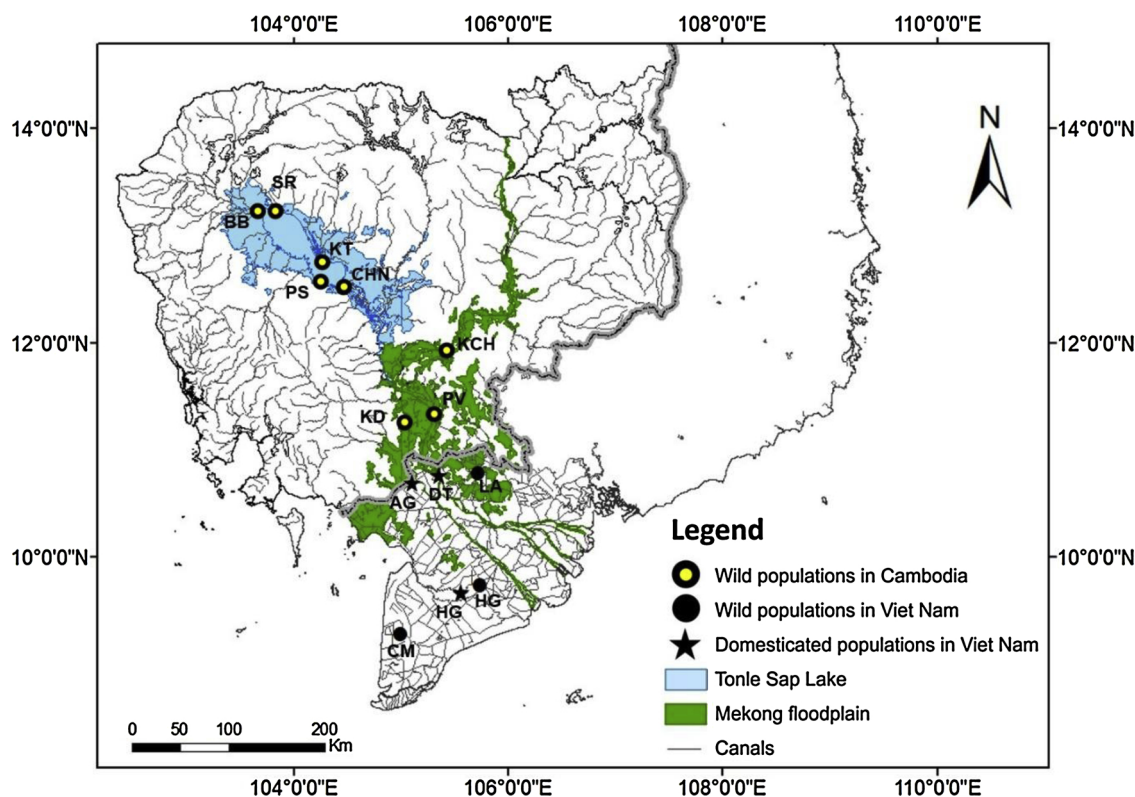 104°0'0"E 106°0'0"E 108°0'0"E 110°0'0"E
N
14°0'0"N 14°0'0"N
SR
BB
KT
CHN
PS
12°0'0"N 12°0'0"N
KCH
PV
KD
LA
DT
AG
Legend
10°0'0"N 10°0'0"N
Wild populations in Cambodia
HG HG
Wild populations in Viet Nam
Domesticated populations in Viet Nam
CM
Tonle Sap Lake
Mekong floodplain
0 50 100 200
Km
Canals
104°0'0"E 106°0'0"E 108°0'0"E 110°0'0"E